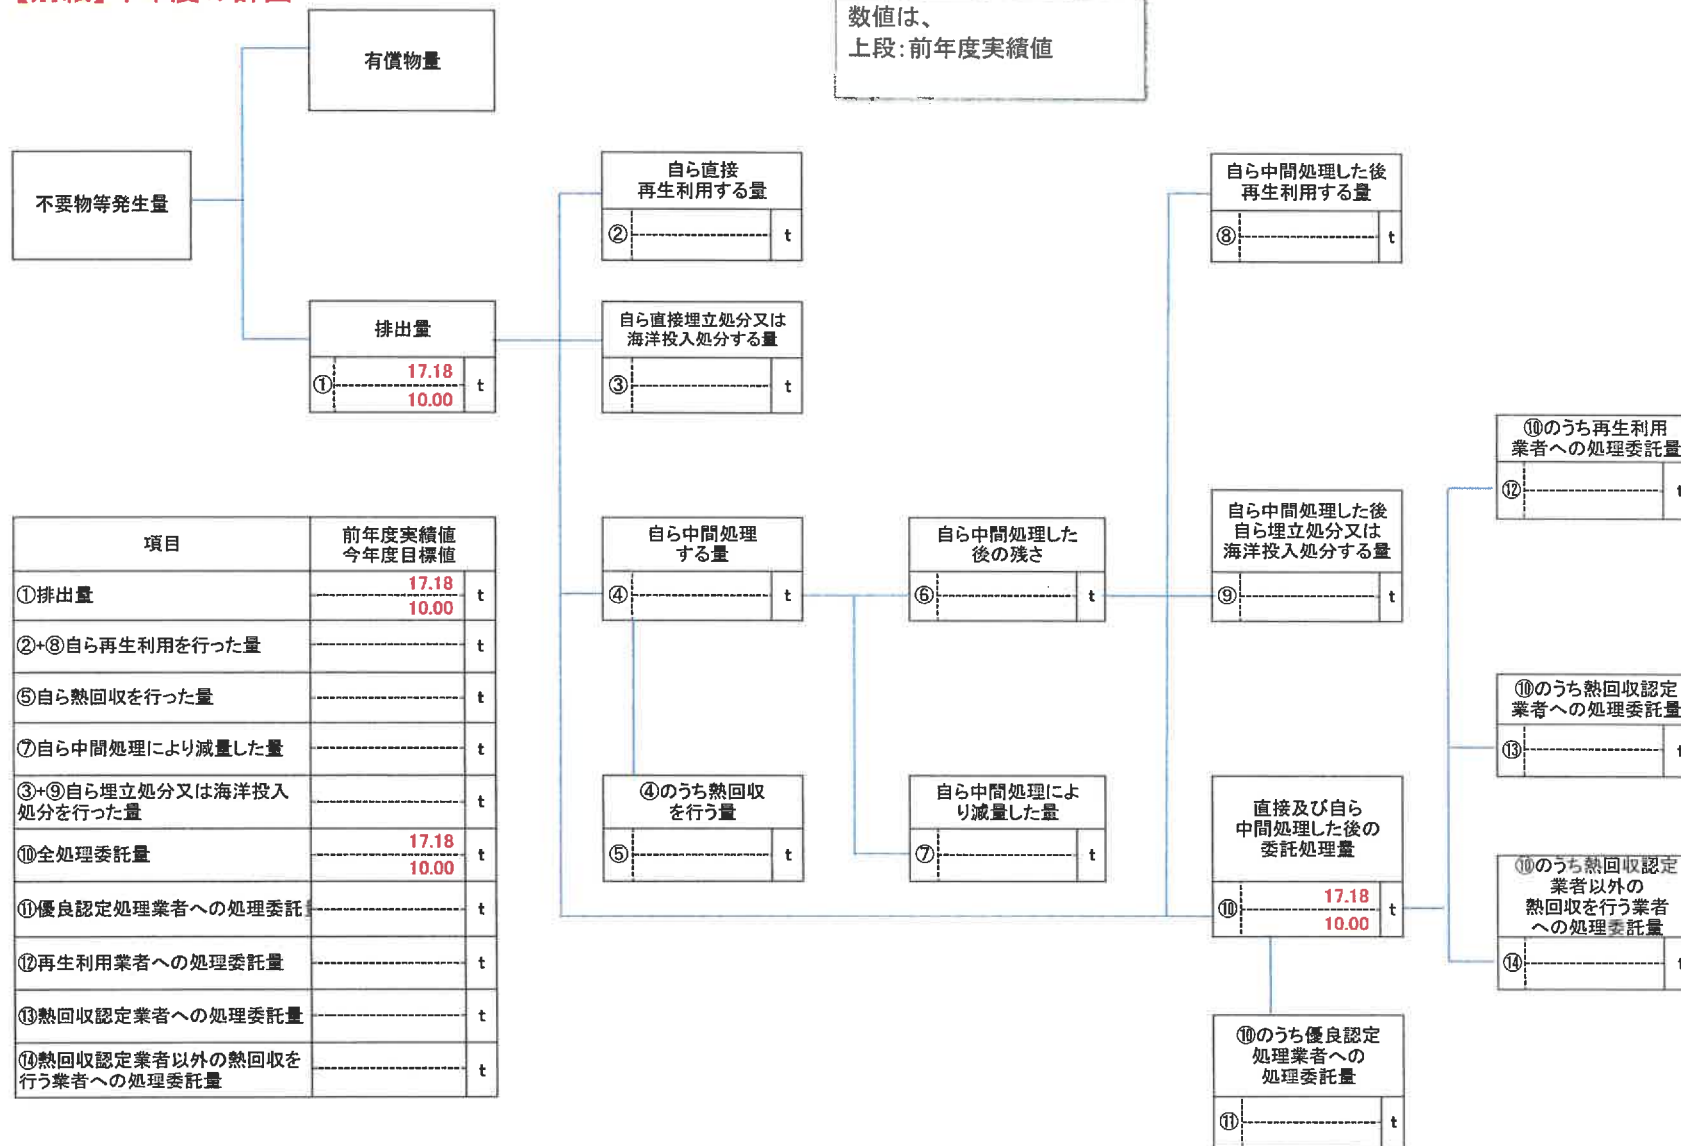 数値は、
上段:前年度実績値
有償物量
不要物等発生量
排出量
① 17.18 t
10.00
自ら直接
再生利用する量
② t
自ら直接埋立処分又は
海洋投入処分する量
③ t
自ら中間処理した後
再生利用する量
⑧ t
⑩のうち再生利用
業者への処理委託量
⑫ t
自ら中間処理
する量
④ t
自ら中間処理した
後の残さ
⑥ t
自ら中間処理した後
自ら埋立処分又は
海洋投入処分する量
⑨ t
⑩のうち熱回収認定
業者への処理委託量
⑬ t
④のうち熱回収
を行う量
⑤ t
自ら中間処理によ
り減量した量
⑦ t
直接及び自ら
中間処理した後の
委託処理量
⑩ 17.18 t
10.00
⑩のうち熱回収認定
業者以外の
熱回収を行う業者
への処理委託量
⑭ t
⑩のうち優良認定
処理業者への
処理委託量
⑪ t
項目 前年度実績値
今年度目標値
①排出量 17.18 t
10.00
②+⑧自ら再生利用を行った量 t
⑤自ら熱回収を行った量 t
⑦自ら中間処理により減量した量 t
③+⑨自ら埋立処分又は海洋投入
処分を行った量 t
⑩全処理委託量 17.18 t
10.00
⑪優良認定処理業者への処理委託 t
⑫再生利用業者への処理委託量 t
⑬熱回収認定業者への処理委託量 t
⑭熱回収認定業者以外の熱回収を
行う業者への処理委託量 t